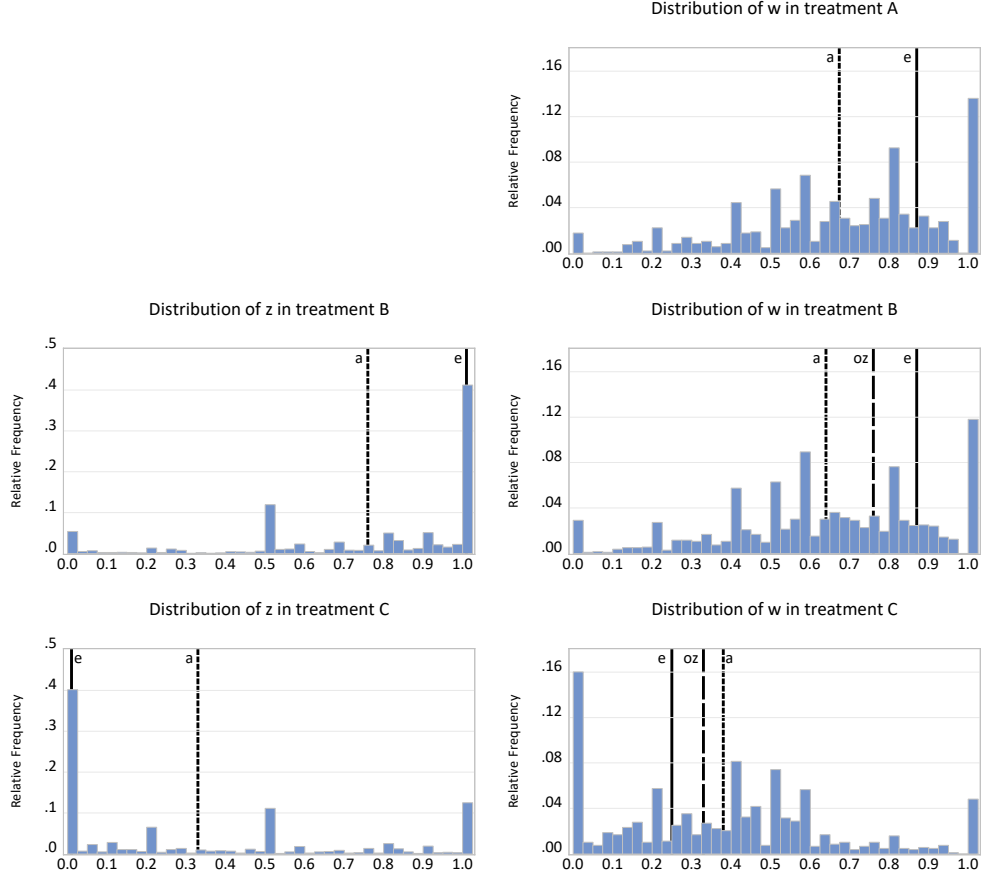 Distribution of w in treatment A
Relative Frequency
.16
.12
.08
.04
.00
a
e
0.0 0.1 0.2 0.3 0.4 0.5 0.6 0.7 0.8 0.9 1.0
Distribution of z in treatment B
Relative Frequency
.5
.4
.3
.2
.1
.0
a
e
0.0 0.1 0.2 0.3 0.4 0.5 0.6 0.7 0.8 0.9 1.0
Distribution of w in treatment B
Relative Frequency
.16
.12
.08
.04
.00
a
oz
e
0.0 0.1 0.2 0.3 0.4 0.5 0.6 0.7 0.8 0.9 1.0
Distribution of z in treatment C
Relative Frequency
.5
.4
.3
.2
.1
.0
e
a
0.0 0.1 0.2 0.3 0.4 0.5 0.6 0.7 0.8 0.9 1.0
Distribution of w in treatment C
Relative Frequency
.16
.12
.08
.04
.00
e
oz
a
0.0 0.1 0.2 0.3 0.4 0.5 0.6 0.7 0.8 0.9 1.0